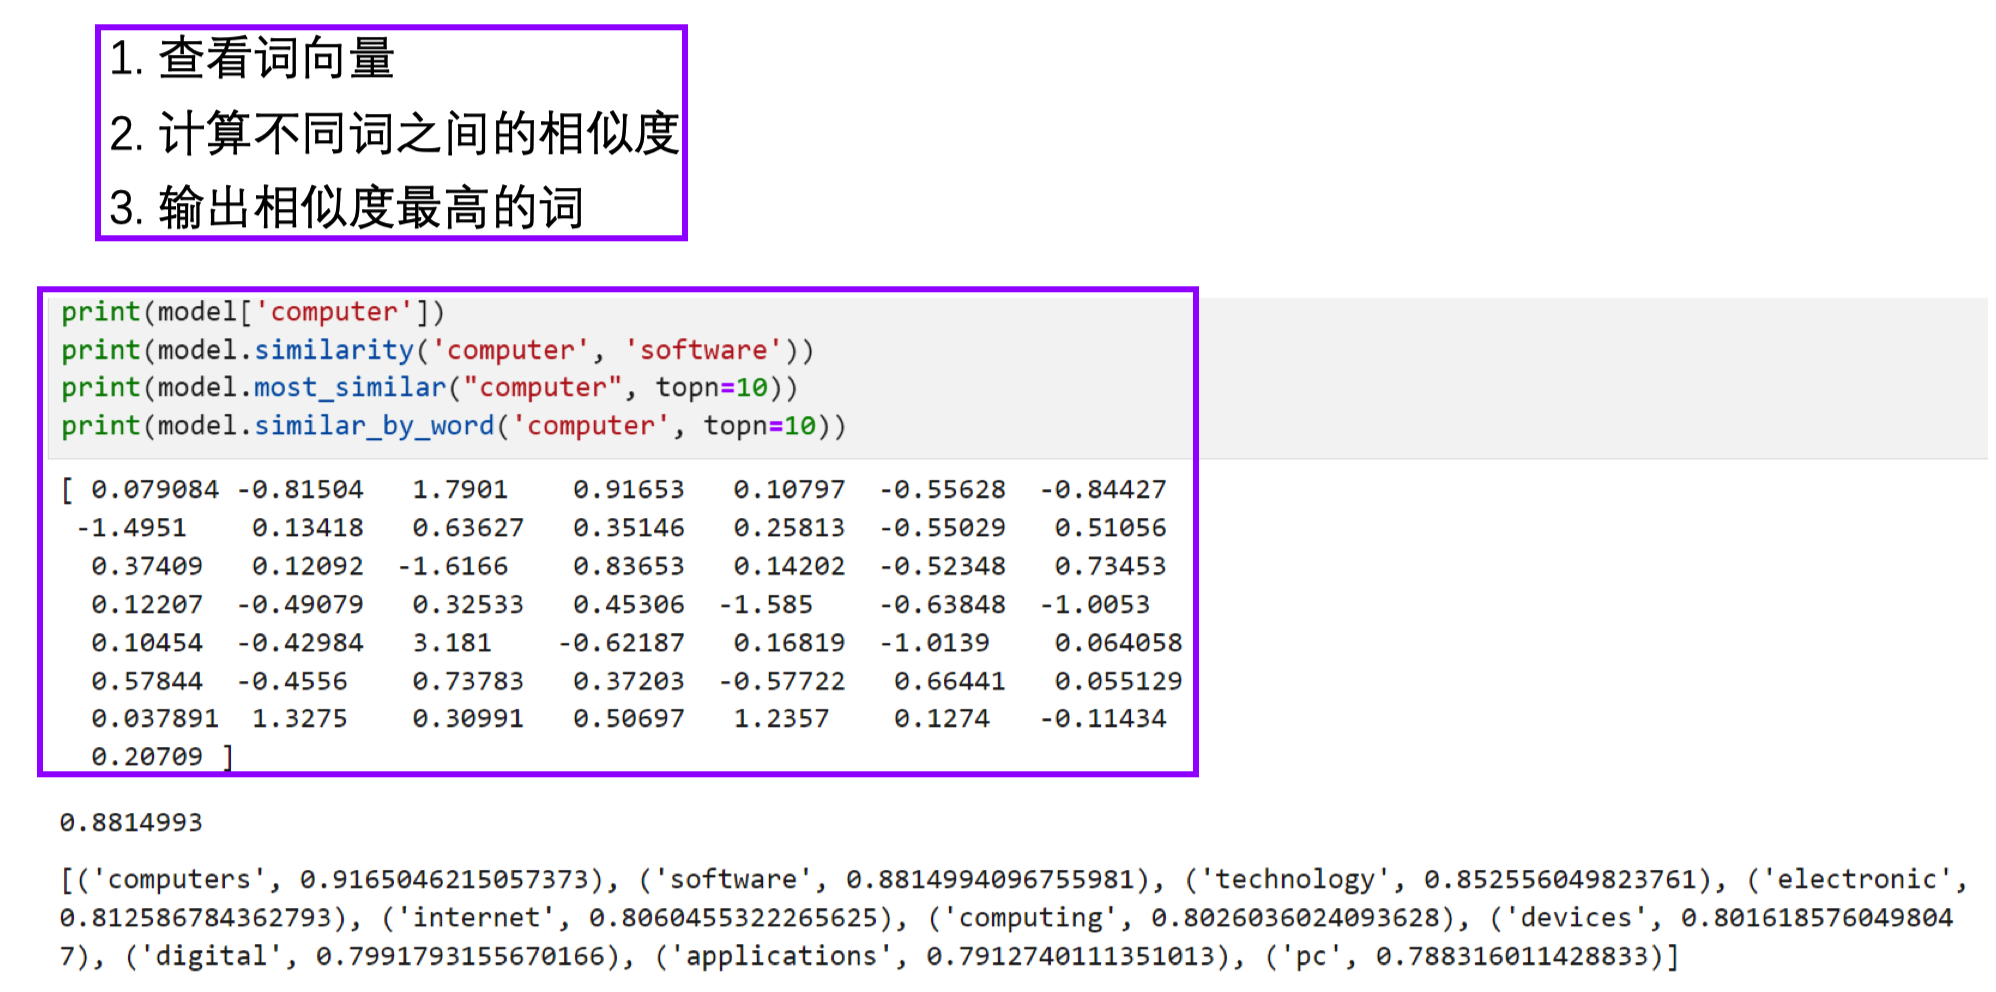 1. 查看词向量
2. 计算不同词之间的相似度
3. 输出相似度最高的词
print(model['computer'])
print(model.similarity('computer', 'software'))
print(model.most_similar("computer", topn=10))
print(model.similar_by_word('computer', topn=10))
[ 0.079084 -0.81504   1.7901    0.91653   0.10797  -0.55628  -0.84427
 -1.4951    0.13418   0.63627   0.35146   0.25813  -0.55029   0.51056
  0.37409   0.12092  -1.6166    0.83653   0.14202  -0.52348   0.73453
  0.12207  -0.49079   0.32533   0.45306  -1.585    -0.63848  -1.0053
  0.10454  -0.42984   3.181    -0.62187   0.16819  -1.0139    0.064058
  0.57844  -0.4556    0.73783   0.37203  -0.57722   0.66441   0.055129
  0.037891  1.3275    0.30991   0.50697   1.2357    0.1274   -0.11434
  0.20709 ]
0.8814993
[('computers', 0.9165046215057373), ('software', 0.8814994096755981), ('technology', 0.852556049823761), ('electronic',
0.812586784362793), ('internet', 0.8060455322265625), ('computing', 0.8026036024093628), ('devices', 0.801618576049804
7), ('digital', 0.7991793155670166), ('applications', 0.7912740111351013), ('pc', 0.788316011428833)]